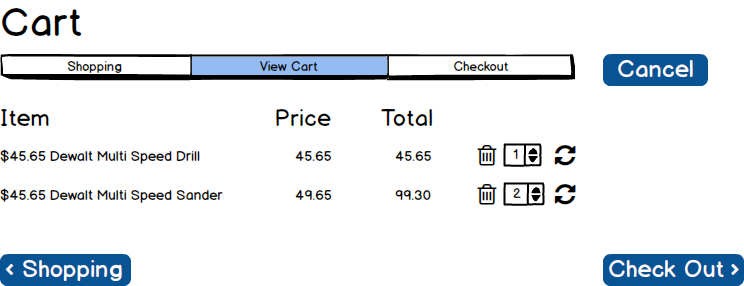 Cart
Shopping View Cart Checkout
Cancel
Item Price Total
$45.65 Dewalt Multi Speed Drill 45.65 45.65 1
$45.65 Dewalt Multi Speed Sander 49.65 99.30 2
‹ Shopping
Check Out ›